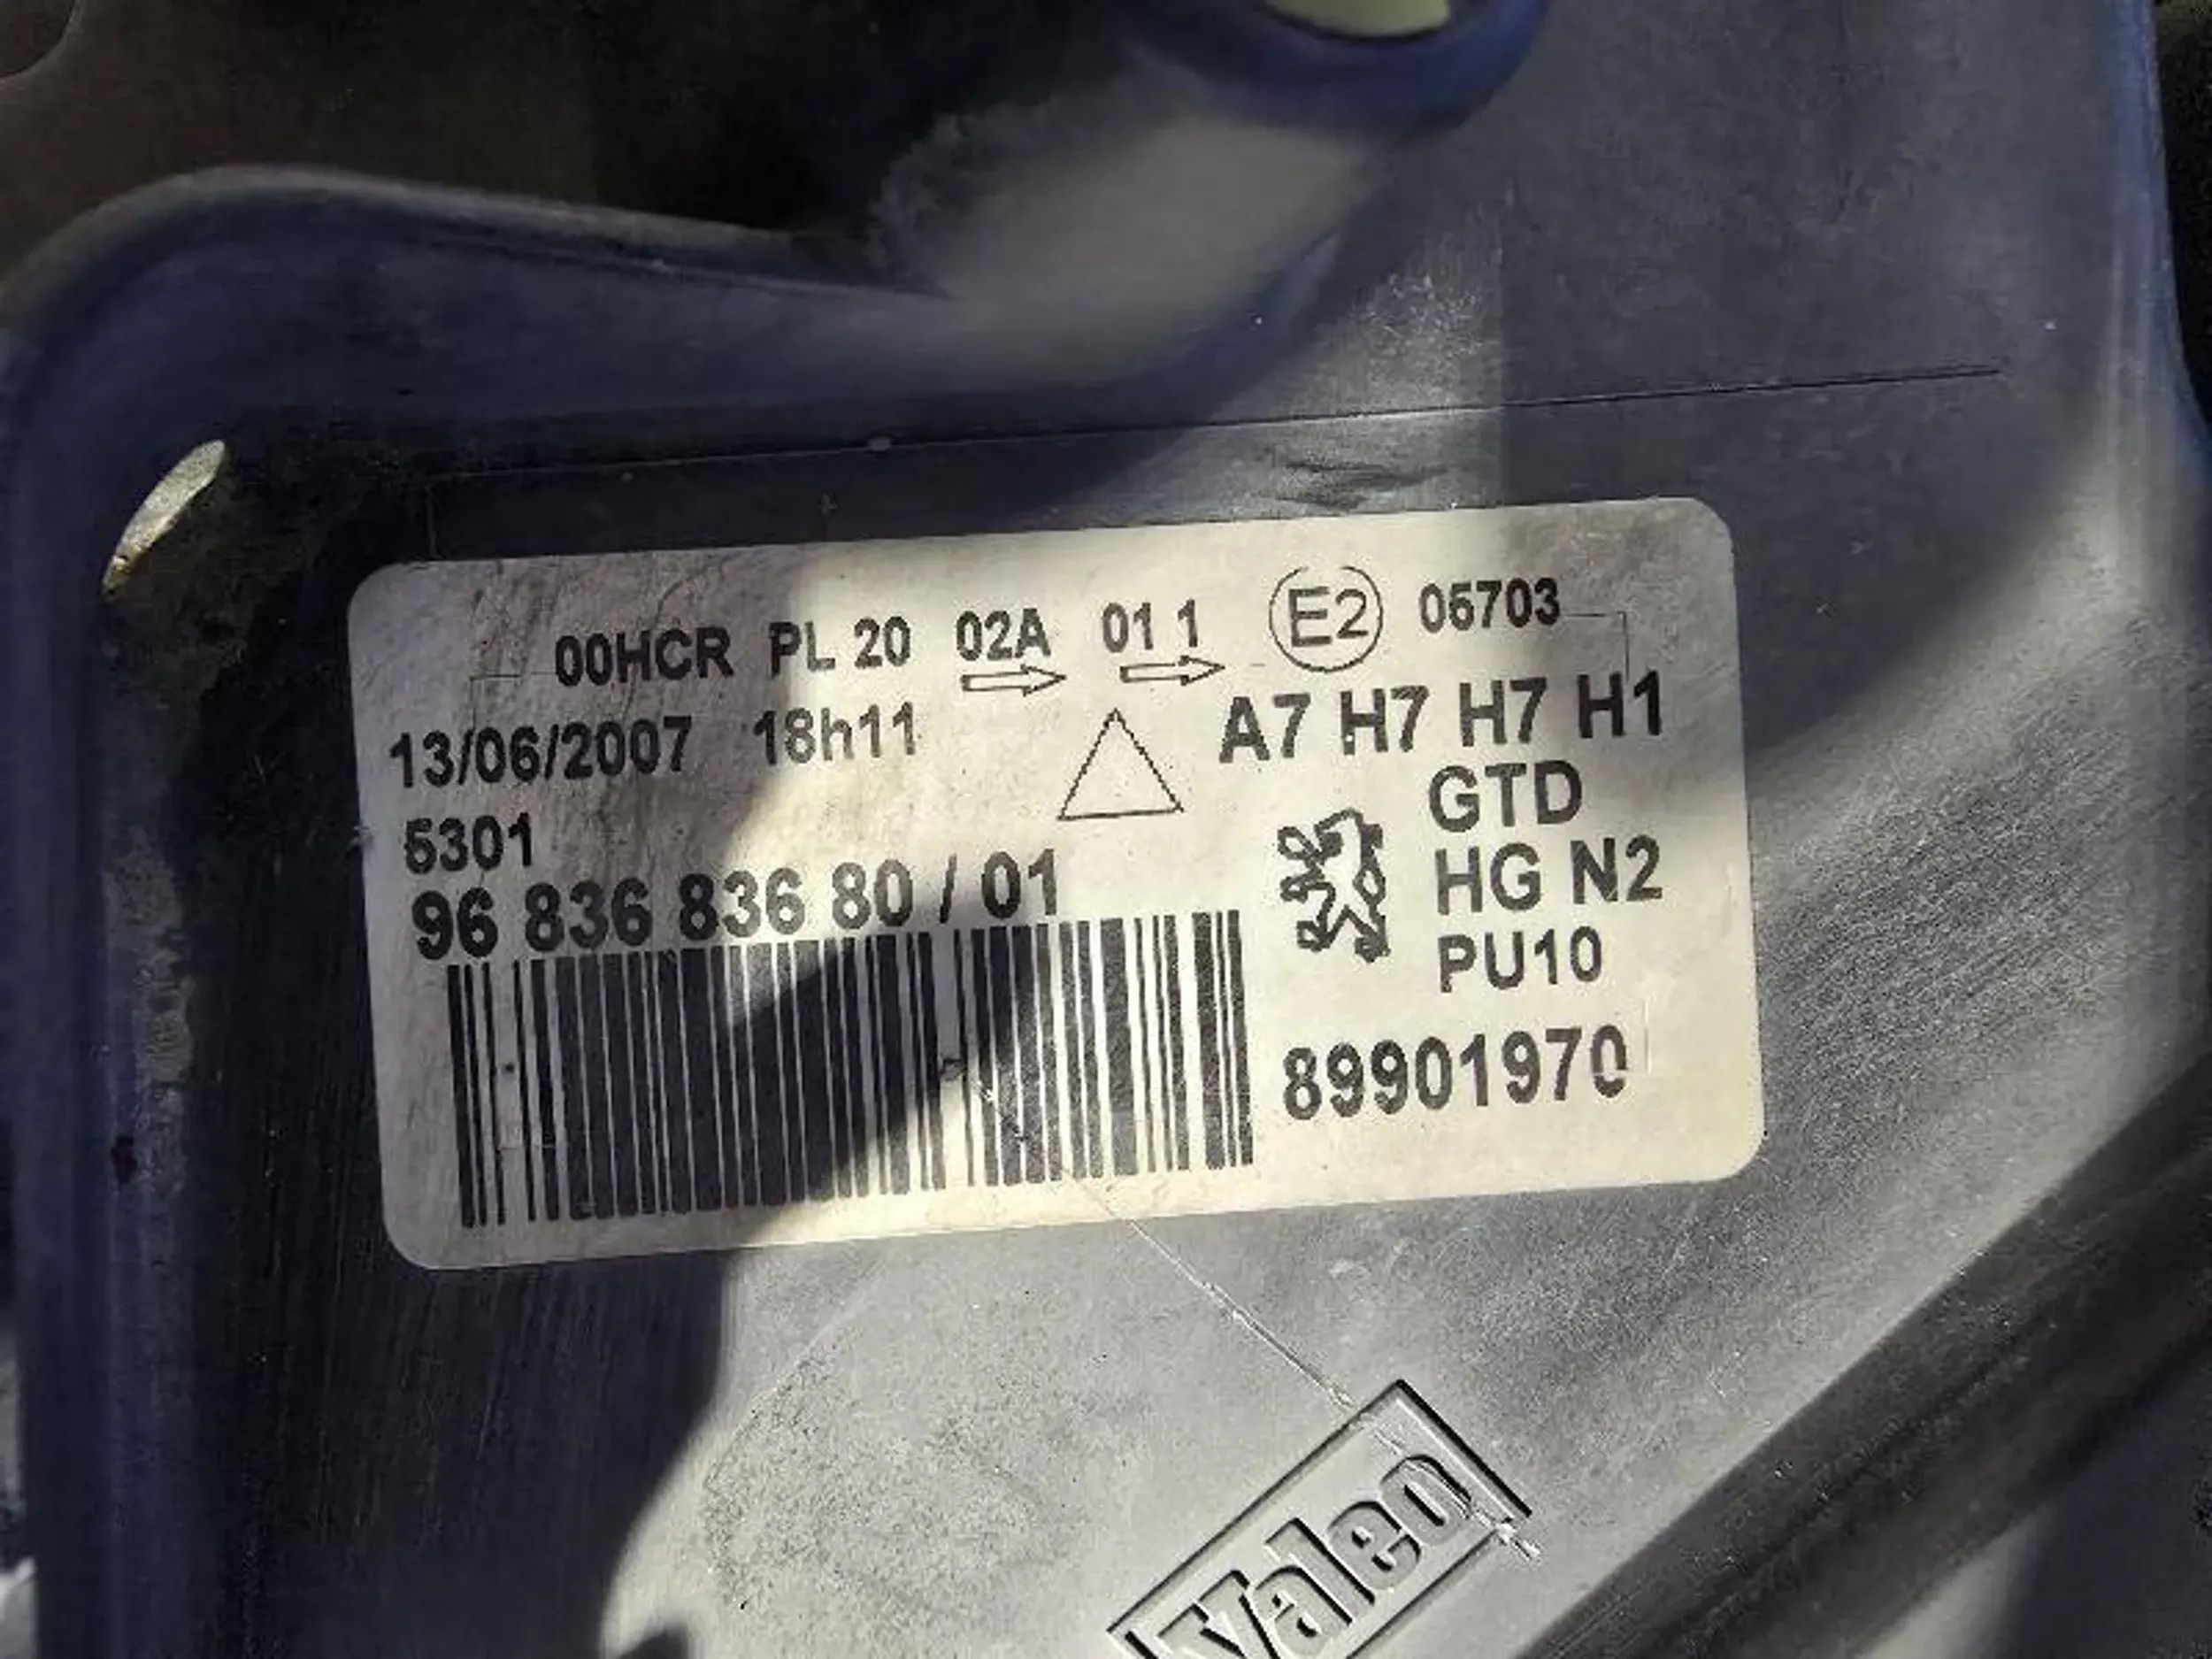 00HCR PL 20 02A 01 1 E2 05703
13/06/2007 18h11 A7 H7 H7 H1
5301 GTD
96 836 836 80 / 01 HG N2
PU10
89901970
Valeo